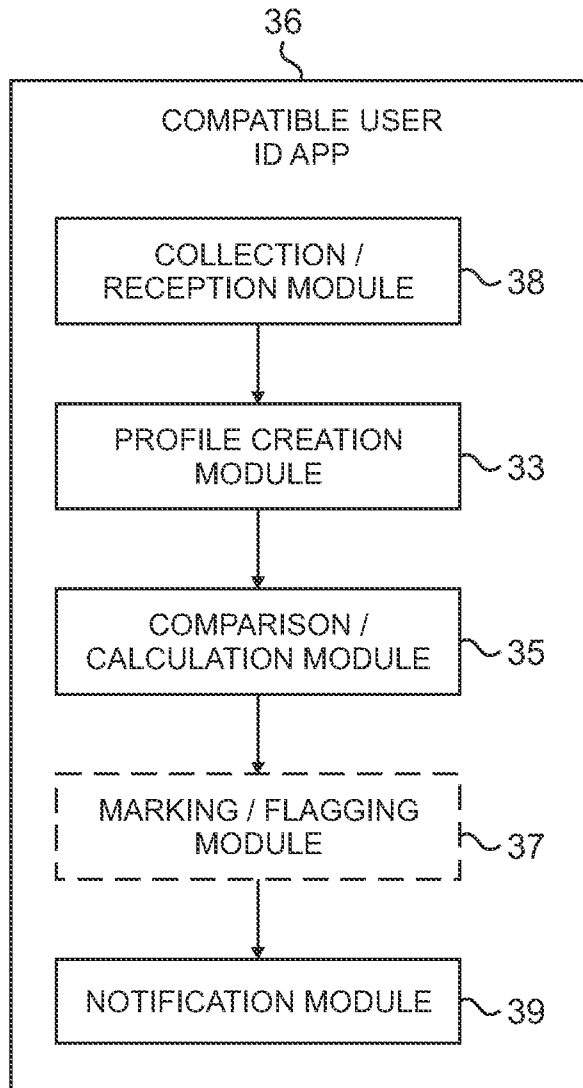 36
COMPATIBLE USER
ID APP
COLLECTION /
RECEPTION MODULE
38
PROFILE CREATION
MODULE
33
COMPARISON /
CALCULATION MODULE
35
MARKING / FLAGGING
MODULE
37
NOTIFICATION MODULE
39